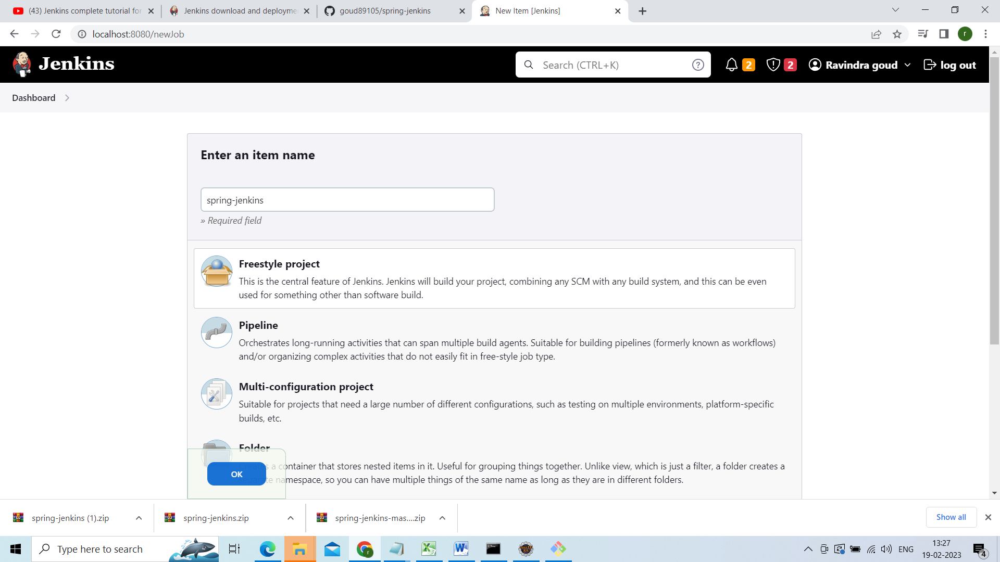 (43) Jenkins complete tutorial for
Jenkins download and deployme
goud89105/spring-jenkins
New Item [Jenkins]
localhost:8080/newJob
r
Jenkins
Search (CTRL+K)
2
2
Ravindra goud
log out
Dashboard
Enter an item name
spring-jenkins
» Required field
Freestyle project
This is the central feature of Jenkins. Jenkins will build your project, combining any SCM with any build system, and this can be even
used for something other than software build.
Pipeline
Orchestrates long-running activities that can span multiple build agents. Suitable for building pipelines (formerly known as workflows)
and/or organizing complex activities that do not easily fit in free-style job type.
Multi-configuration project
Suitable for projects that need a large number of different configurations, such as testing on multiple environments, platform-specific
builds, etc.
Folder
a container that stores nested items in it. Useful for grouping things together. Unlike view, which is just a filter, a folder creates a
namespace, so you can have multiple things of the same name as long as they are in different folders.
OK
spring-jenkins (1).zip
spring-jenkins.zip
spring-jenkins-mas....zip
Show all
Type here to search
ENG
13:27
19-02-2023
4